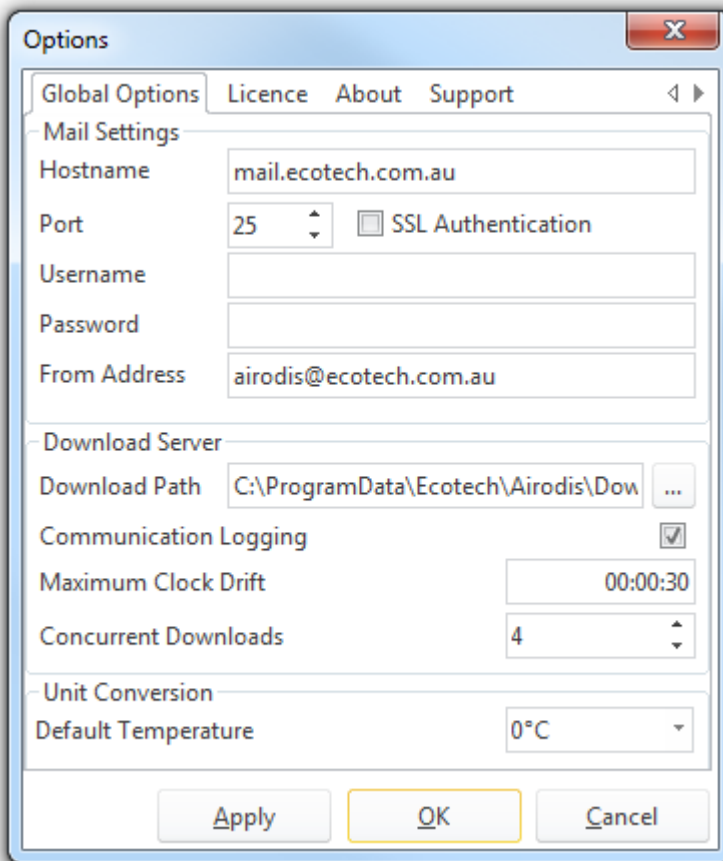 Options
Global Options Licence About Support
Mail Settings
Hostname mail.ecotech.com.au
Port 25 SSL Authentication
Username
Password
From Address airodis@ecotech.com.au
Download Server
Download Path C:\ProgramData\Ecotech\Airodis\Dow ...
Communication Logging
Maximum Clock Drift 00:00:30
Concurrent Downloads 4
Unit Conversion
Default Temperature 0°C
Apply OK Cancel